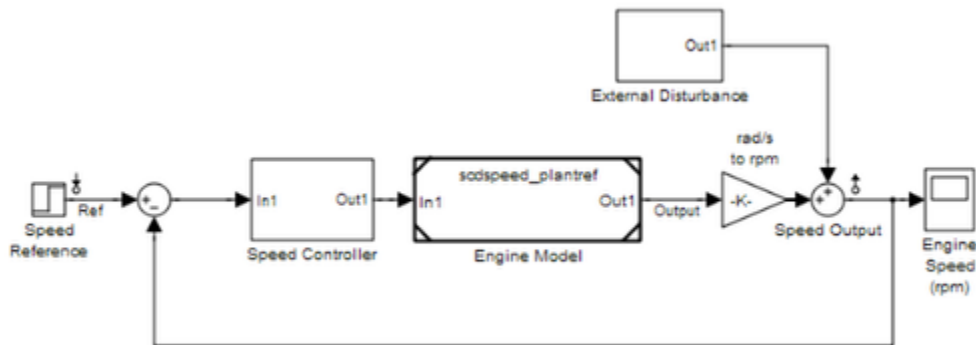 Out1
External Disturbance
rad/s
to rpm
scdspeed_plantref
Ref
+
−
In1
Out1
In1
Out1
Output
-K-
+
+
Speed
Reference
Speed Controller
Engine Model
Speed Output
Engine
Speed
(rpm)